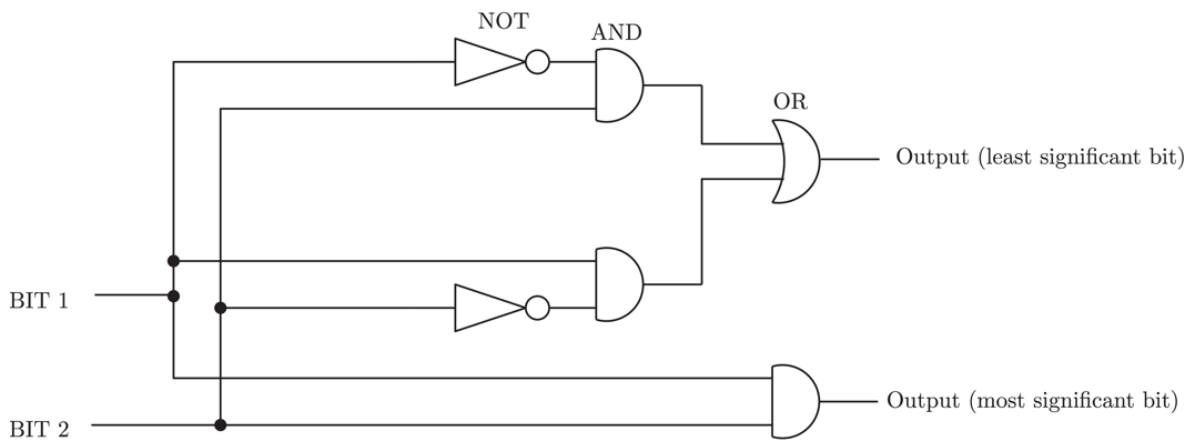 NOT
AND
OR
Output (least significant bit)
BIT 1
Output (most significant bit)
BIT 2